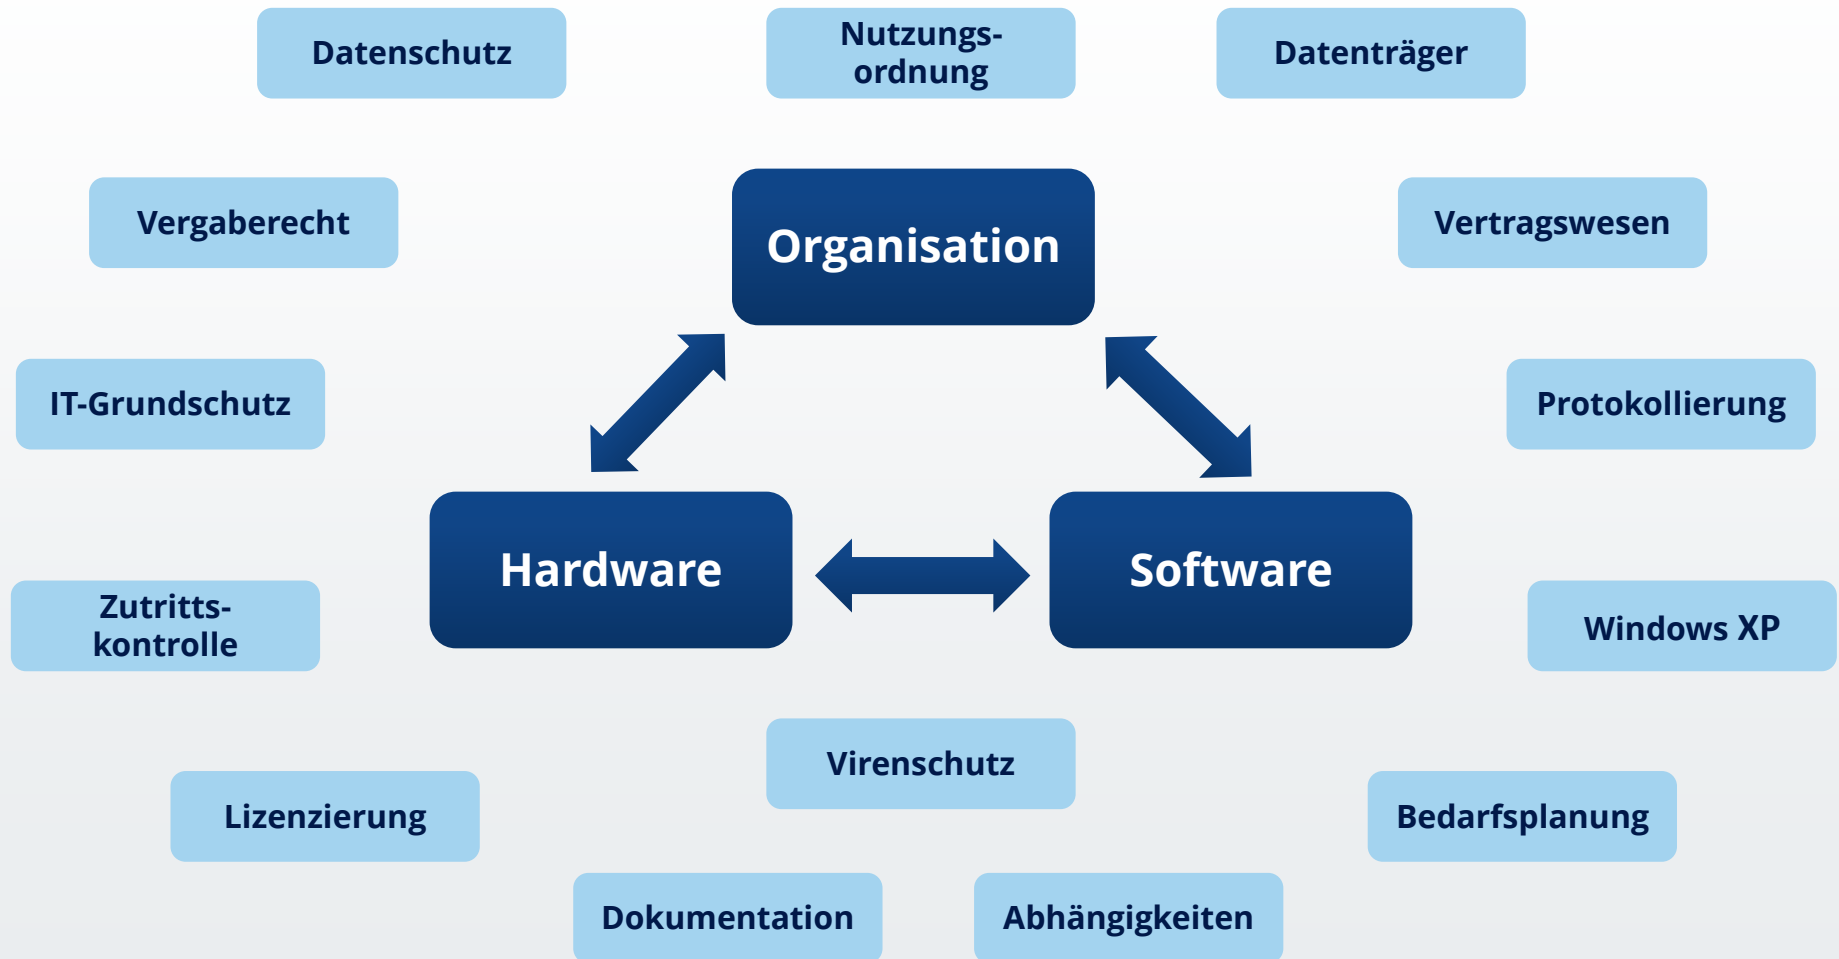 Datenschutz
Nutzungs-
ordnung
Datenträger
Vergaberecht
Organisation
Vertragswesen
IT-Grundschutz
Protokollierung
Hardware
Software
Zutritts-
kontrolle
Windows XP
Virenschutz
Lizenzierung
Bedarfsplanung
Dokumentation
Abhängigkeiten